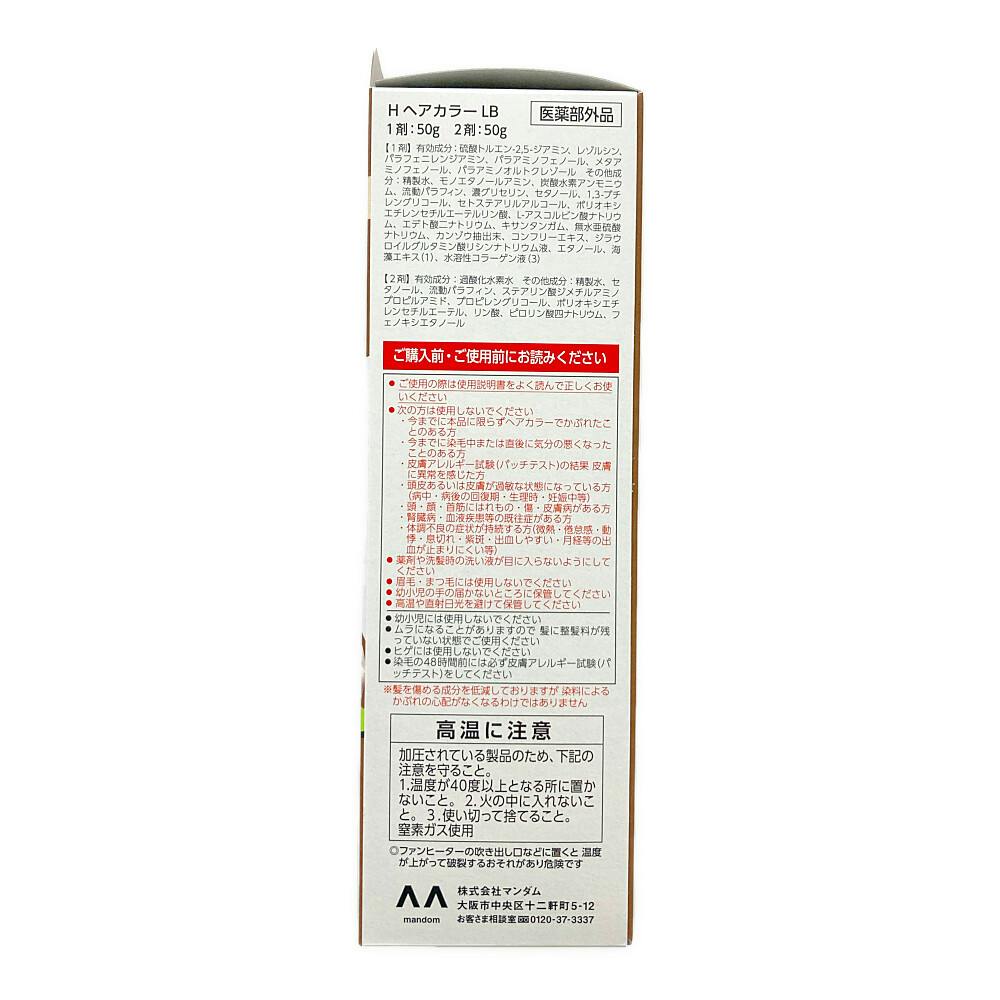 H ヘアカラー LB
医薬部外品
1剤:50g 2剤:50g
【1剤】有効成分:硫酸トルエン-2,5-ジアミン、レゾルシン、
パラフェニレンジアミン、パラアミノフェノール、メタア
ミノフェノール、パラアミノオルトクレゾール その他成
分:精製水、モノエタノールアミン、炭酸水素アンモニウ
ム、流動パラフィン、濃グリセリン、セタノール、1,3-ブチ
レングリコール、セトステアリルアルコール、ポリオキシ
エチレンセチルエーテルリン酸、L-アスコルビン酸ナトリウ
ム、エデト酸二ナトリウム、キサンタンガム、無水亜硫酸
ナトリウム、カンゾウ抽出末、コンフリーエキス、ジラウ
ロイルグルタミン酸リシンナトリウム液、エタノール、海
藻エキス(1)、水溶性コラーゲン液(3)
【2剤】有効成分:過酸化水素水 その他成分:精製水、セ
タノール、流動パラフィン、ステアリン酸ジメチルアミノ
プロピルアミド、プロピレングリコール、ポリオキシエチ
レンセチルエーテル、リン酸、ピロリン酸四ナトリウム、フ
ェノキシエタノール
ご購入前・ご使用前にお読みください
●ご使用の際は使用説明書をよく読んで正しくお使
いください
●次の方は使用しないでください
・今までに本品に限らずヘアカラーでかぶれたこ
とのある方
・今までに染毛中または直後に気分の悪くなった
ことのある方
・皮膚アレルギー試験(パッチテスト)の結果 皮膚
に異常を感じた方
・頭皮あるいは皮膚が過敏な状態になっている方
(病中・病後の回復期・生理時・妊娠中等)
・頭・顔・首筋にはれもの・傷・皮膚病がある方
・腎臓病・血液疾患等の既往症がある方
・体調不良の症状が持続する方(微熱・倦怠感・動
悸・息切れ・紫斑・出血しやすい・月経等の出
血が止まりにくい等)
●薬剤や洗髪時の洗い液が目に入らないようにして
ください
●眉毛・まつ毛には使用しないでください
●幼小児の手の届かないところに保管してください
●高温や直射日光を避けて保管してください
●幼小児には使用しないでください
●ムラになることがありますので 髪に整髪料が残
っていない状態でご使用ください
●ヒゲには使用しないでください
●染毛の48時間前には必ず皮膚アレルギー試験(パ
ッチテスト)をしてください
※髪を傷める成分を低減しておりますが 染料による
かぶれの心配がなくなるわけではありません
高温に注意
加圧されている製品のため、下記の
注意を守ること。
1.温度が40度以上となる所に置か
ないこと。 2.火の中に入れないこ
と。 3.使い切って捨てること。
窒素ガス使用
◎ファンヒーターの吹き出し口などに置くと 温度
が上がって破裂するおそれがあり危険です
mandom
株式会社マンダム
大阪市中央区十二軒町5-12
お客さま相談室 0120-37-3337